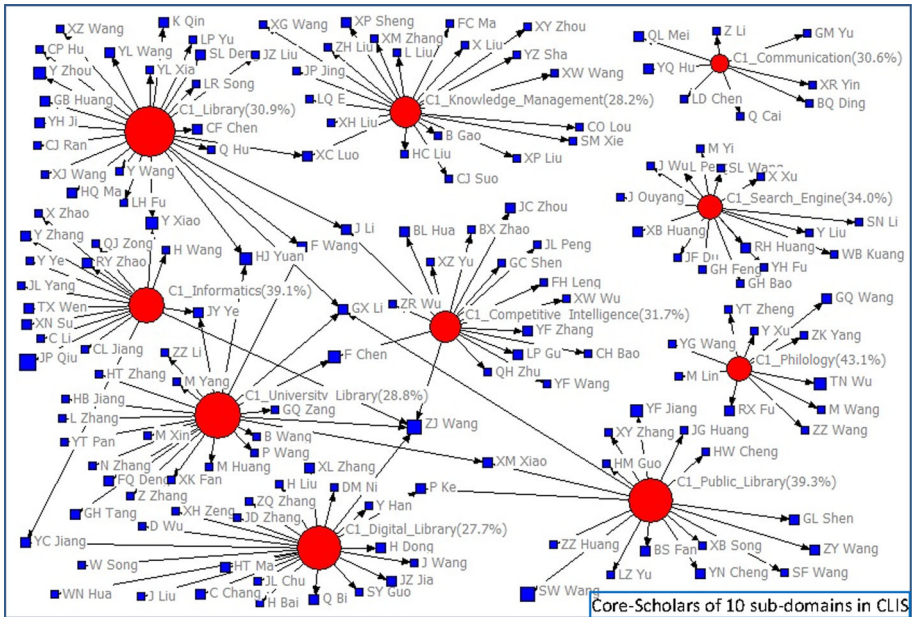 K Qin
XZ Wang
XG Wang
XP Sheng
FC Ma
XY Zhou
Z Li
GM Yu
QL Mei
LP Yu
XM Zhang
X Liu
CP Hu
YL Wang
SL Den
JZ Liu
ZH Liu
L Liu
YZ Sha
C1_Communication(30.6%)
Y Zhou
YL Xia
JP Jing
XW Wang
YQ Hu
LR Song
XR Yin
GB Huang
C1_Library(30.9%)
LQ E
C1_Knowledge_Management(28.2%)
LD Chen
BQ Ding
YH Ji
CF Chen
XH Liu
B Gao
CO Lou
Q Cai
CJ Ran
Q Hu
XC Luo
HC Liu
XP Liu
SM Xie
M Yi
XJ Wang
Y Wang
CJ Suo
J Wu
L Pe
SL Wang
X Xu
HQ Ma
LH Fu
J Ouyang
C1_Search_Engine(34.0%)
X Zhao
Y Xiao
J Li
JC Zhou
SN Li
Y Zhang
QJ Zong
H Wang
F Wang
BL Hua
BX Zhao
JL Peng
XB Huang
RH Huang
Y Liu
Y Ye
RY Zhao
HJ Yuan
XZ Yu
GC Shen
JF Du
GH Feng
YH Fu
WB Kuang
JL Yang
C1_Informatics(39.1%)
FH Leng
GH Bao
TX Wen
JY Ye
GX Li
ZR Wu
XW Wu
YT Zheng
GQ Wang
XN Su
C1_Competitive_Intelligence(31.7%)
C Li
YF Zhang
Y Xu
ZK Yang
JP Qiu
CL Jiang
ZZ Li
F Chen
LP Gu
CH Bao
YG Wang
C1_Philology(43.1%)
HT Zhang
M Yang
QH Zhu
YF Wang
M Lin
TN Wu
HB Jiang
C1_University_Library(28.8%)
GQ Zang
YF Jiang
RX Fu
M Wang
L Zhang
ZJ Wang
XY Zhang
JG Huang
ZZ Wang
YT Pan
M Xin
B Wang
P Wang
HW Cheng
N Zhang
M Huang
XL Zhang
XM Xiao
HM Guo
FQ Deng
XK Fan
H Liu
DM Ni
P Ke
C1_Public_Library(39.3%)
Z Zhang
ZQ Zhang
Y Han
GH Tang
XH Zeng
JD Zhang
GL Shen
D Wu
C1_Digital_Library(27.7%)
YC Jiang
H Dong
ZZ Huang
BS Fan
XB Song
ZY Wang
W Song
HT Ma
J Wang
LZ Yu
YN Cheng
SF Wang
WN Hua
J Liu
C Chang
JL Chu
JZ Jia
SY Guo
SW Wang
H Bai
Q Bi
Core-Scholars of 10 sub-domains in CLIS